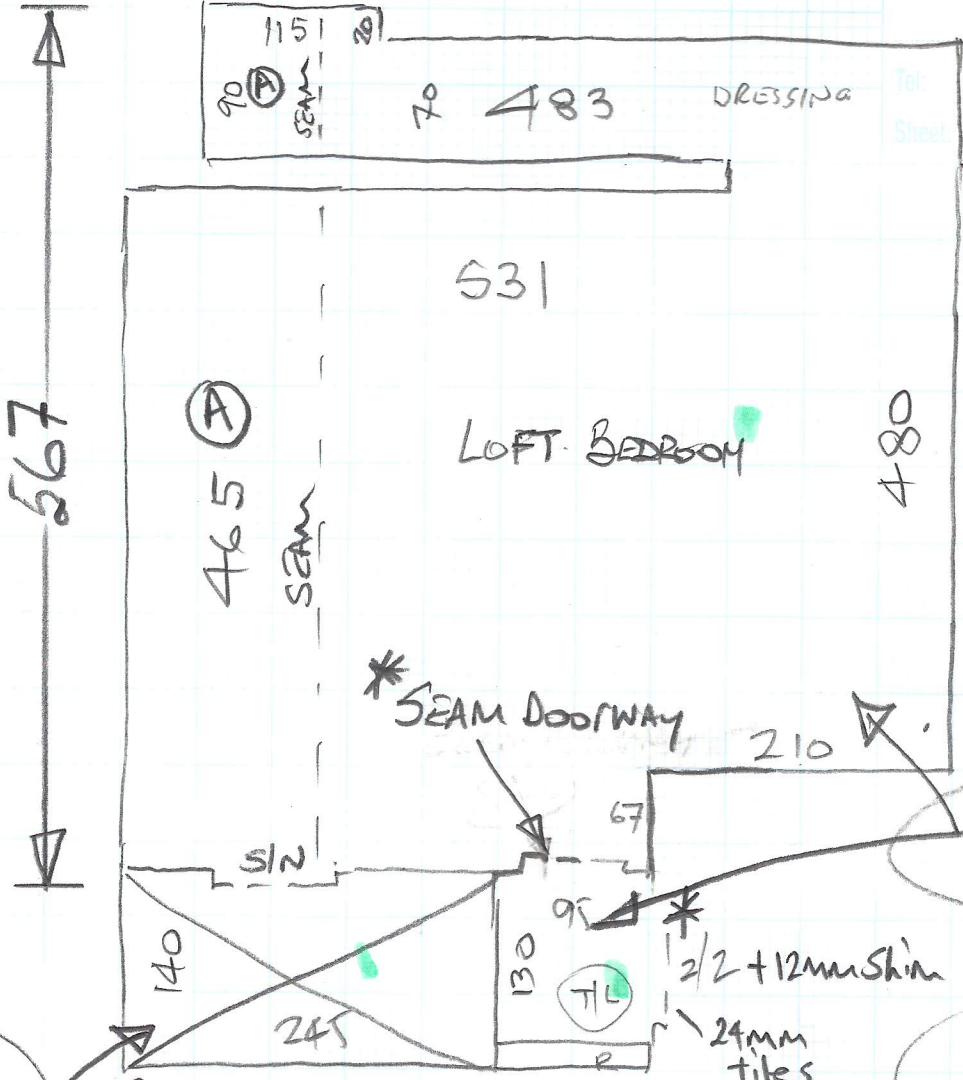 115 20
90 A SEAM 70 483 DRESSING
Tel:
Sheet
531
567
A
465
SEAM
LOFT BEDROOM
480
* SEAM DOORWAY
210
67
S/N
95
*
140
130
2/2 + 12mm Shim
T/L
245
24mm
tiles
R